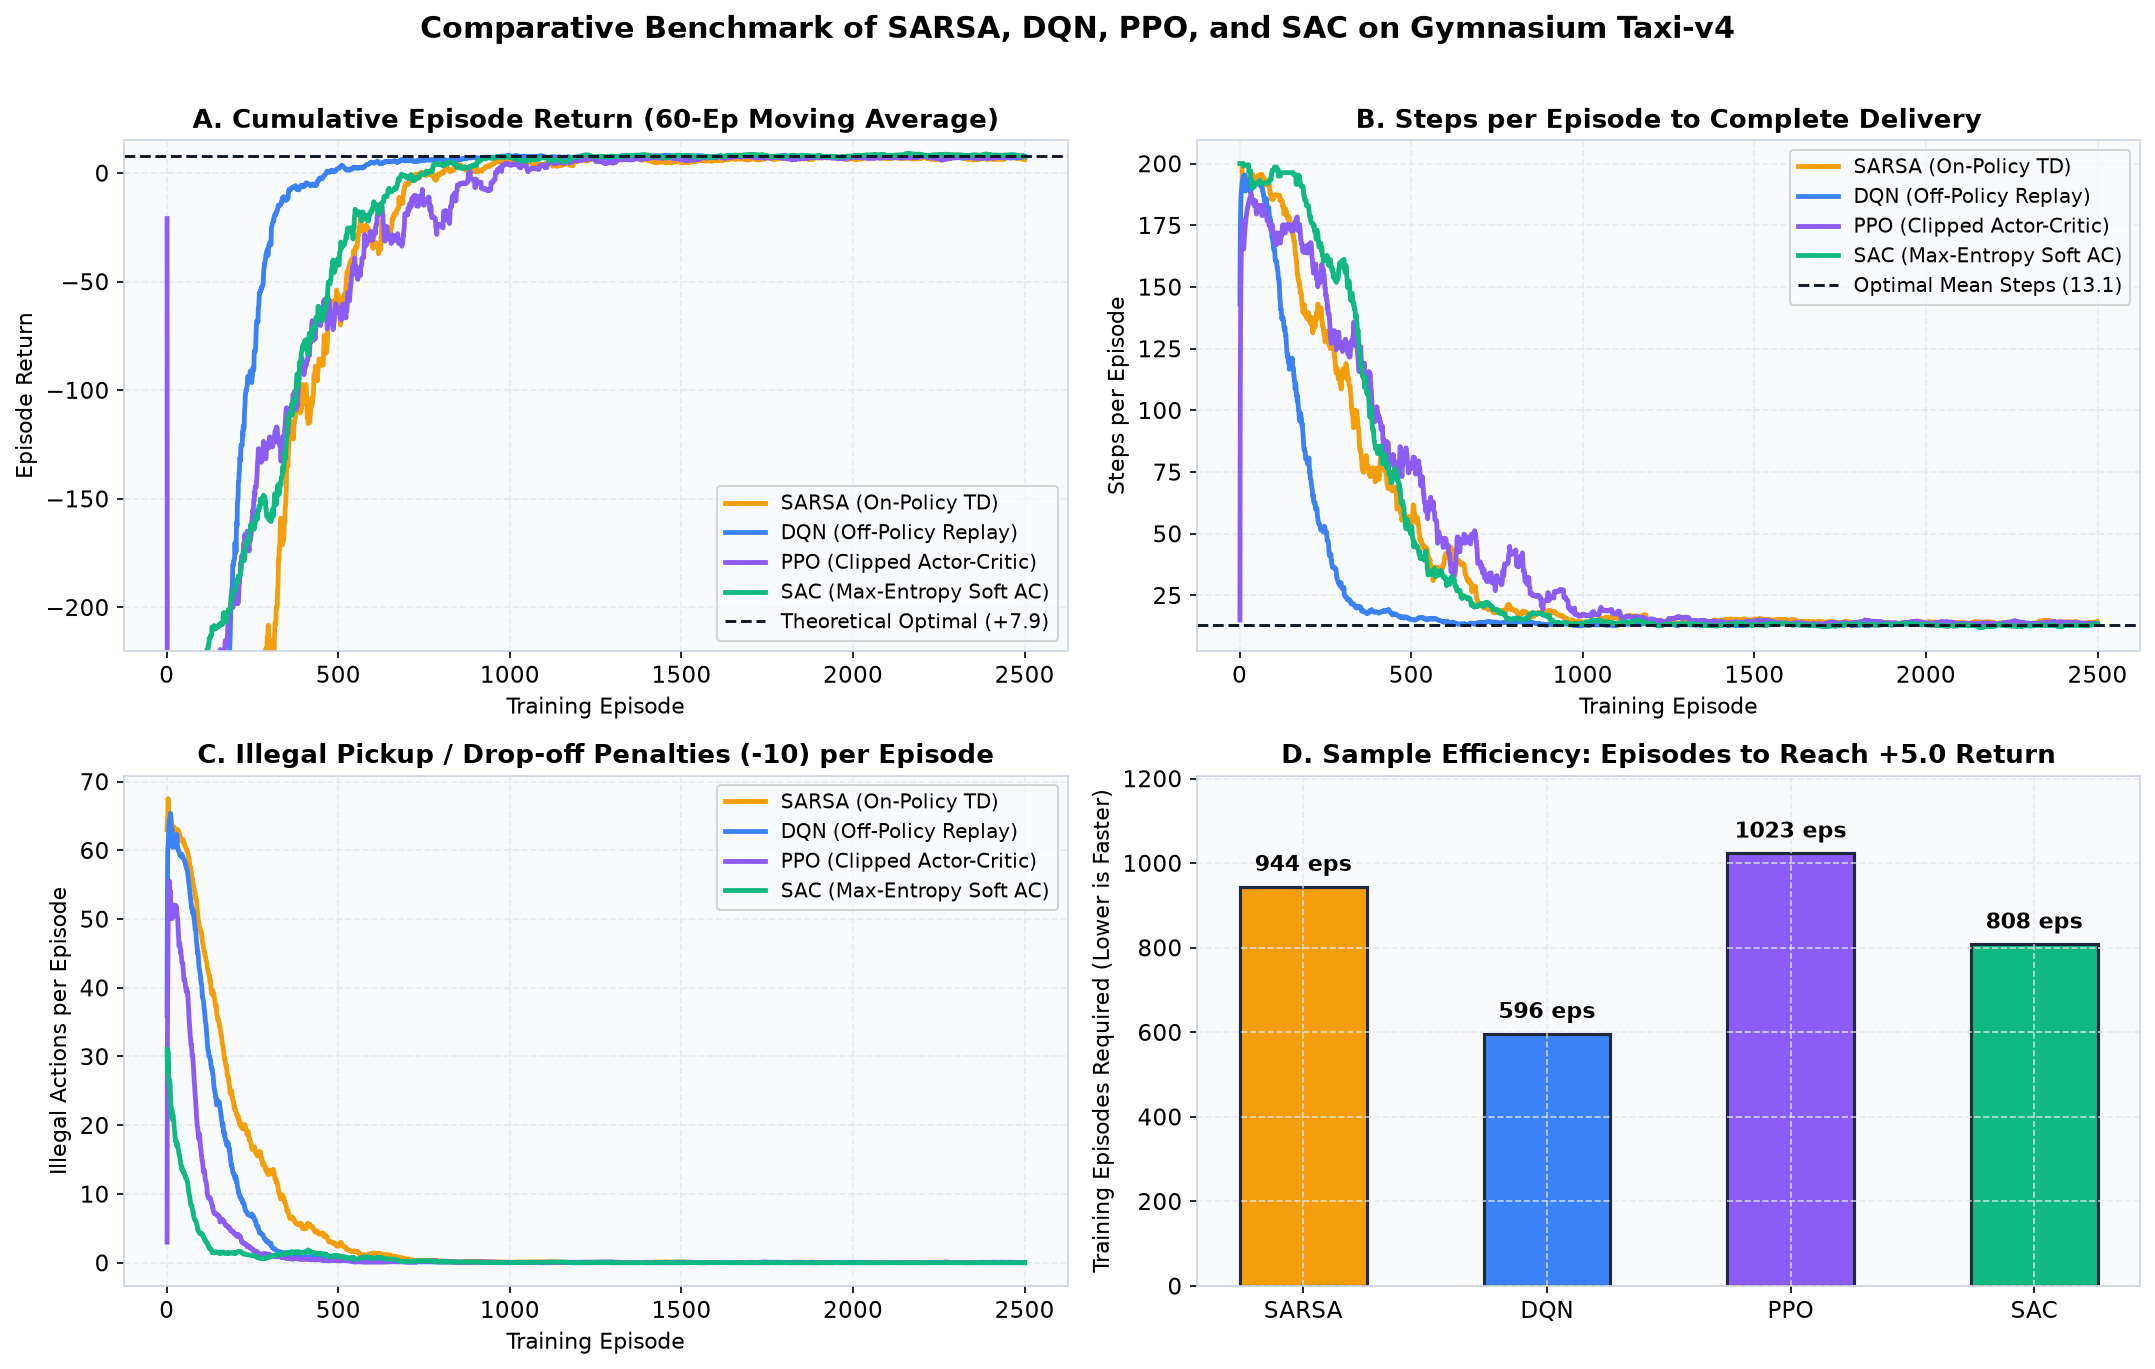 Comparative Benchmark of SARSA, DQN, PPO, and SAC on Gymnasium Taxi-v4
A. Cumulative Episode Return (60-Ep Moving Average)
Episode Return
0
−50
−100
−150
−200
SARSA (On-Policy TD)
DQN (Off-Policy Replay)
PPO (Clipped Actor-Critic)
SAC (Max-Entropy Soft AC)
Theoretical Optimal (+7.9)
0 500 1000 1500 2000 2500
Training Episode
B. Steps per Episode to Complete Delivery
Steps per Episode
200
175
150
125
100
75
50
25
SARSA (On-Policy TD)
DQN (Off-Policy Replay)
PPO (Clipped Actor-Critic)
SAC (Max-Entropy Soft AC)
Optimal Mean Steps (13.1)
0 500 1000 1500 2000 2500
Training Episode
C. Illegal Pickup / Drop-off Penalties (-10) per Episode
Illegal Actions per Episode
70
60
50
40
30
20
10
0
SARSA (On-Policy TD)
DQN (Off-Policy Replay)
PPO (Clipped Actor-Critic)
SAC (Max-Entropy Soft AC)
0 500 1000 1500 2000 2500
Training Episode
D. Sample Efficiency: Episodes to Reach +5.0 Return
Training Episodes Required (Lower is Faster)
1200
1000
800
600
400
200
0
944 eps
596 eps
1023 eps
808 eps
SARSA DQN PPO SAC